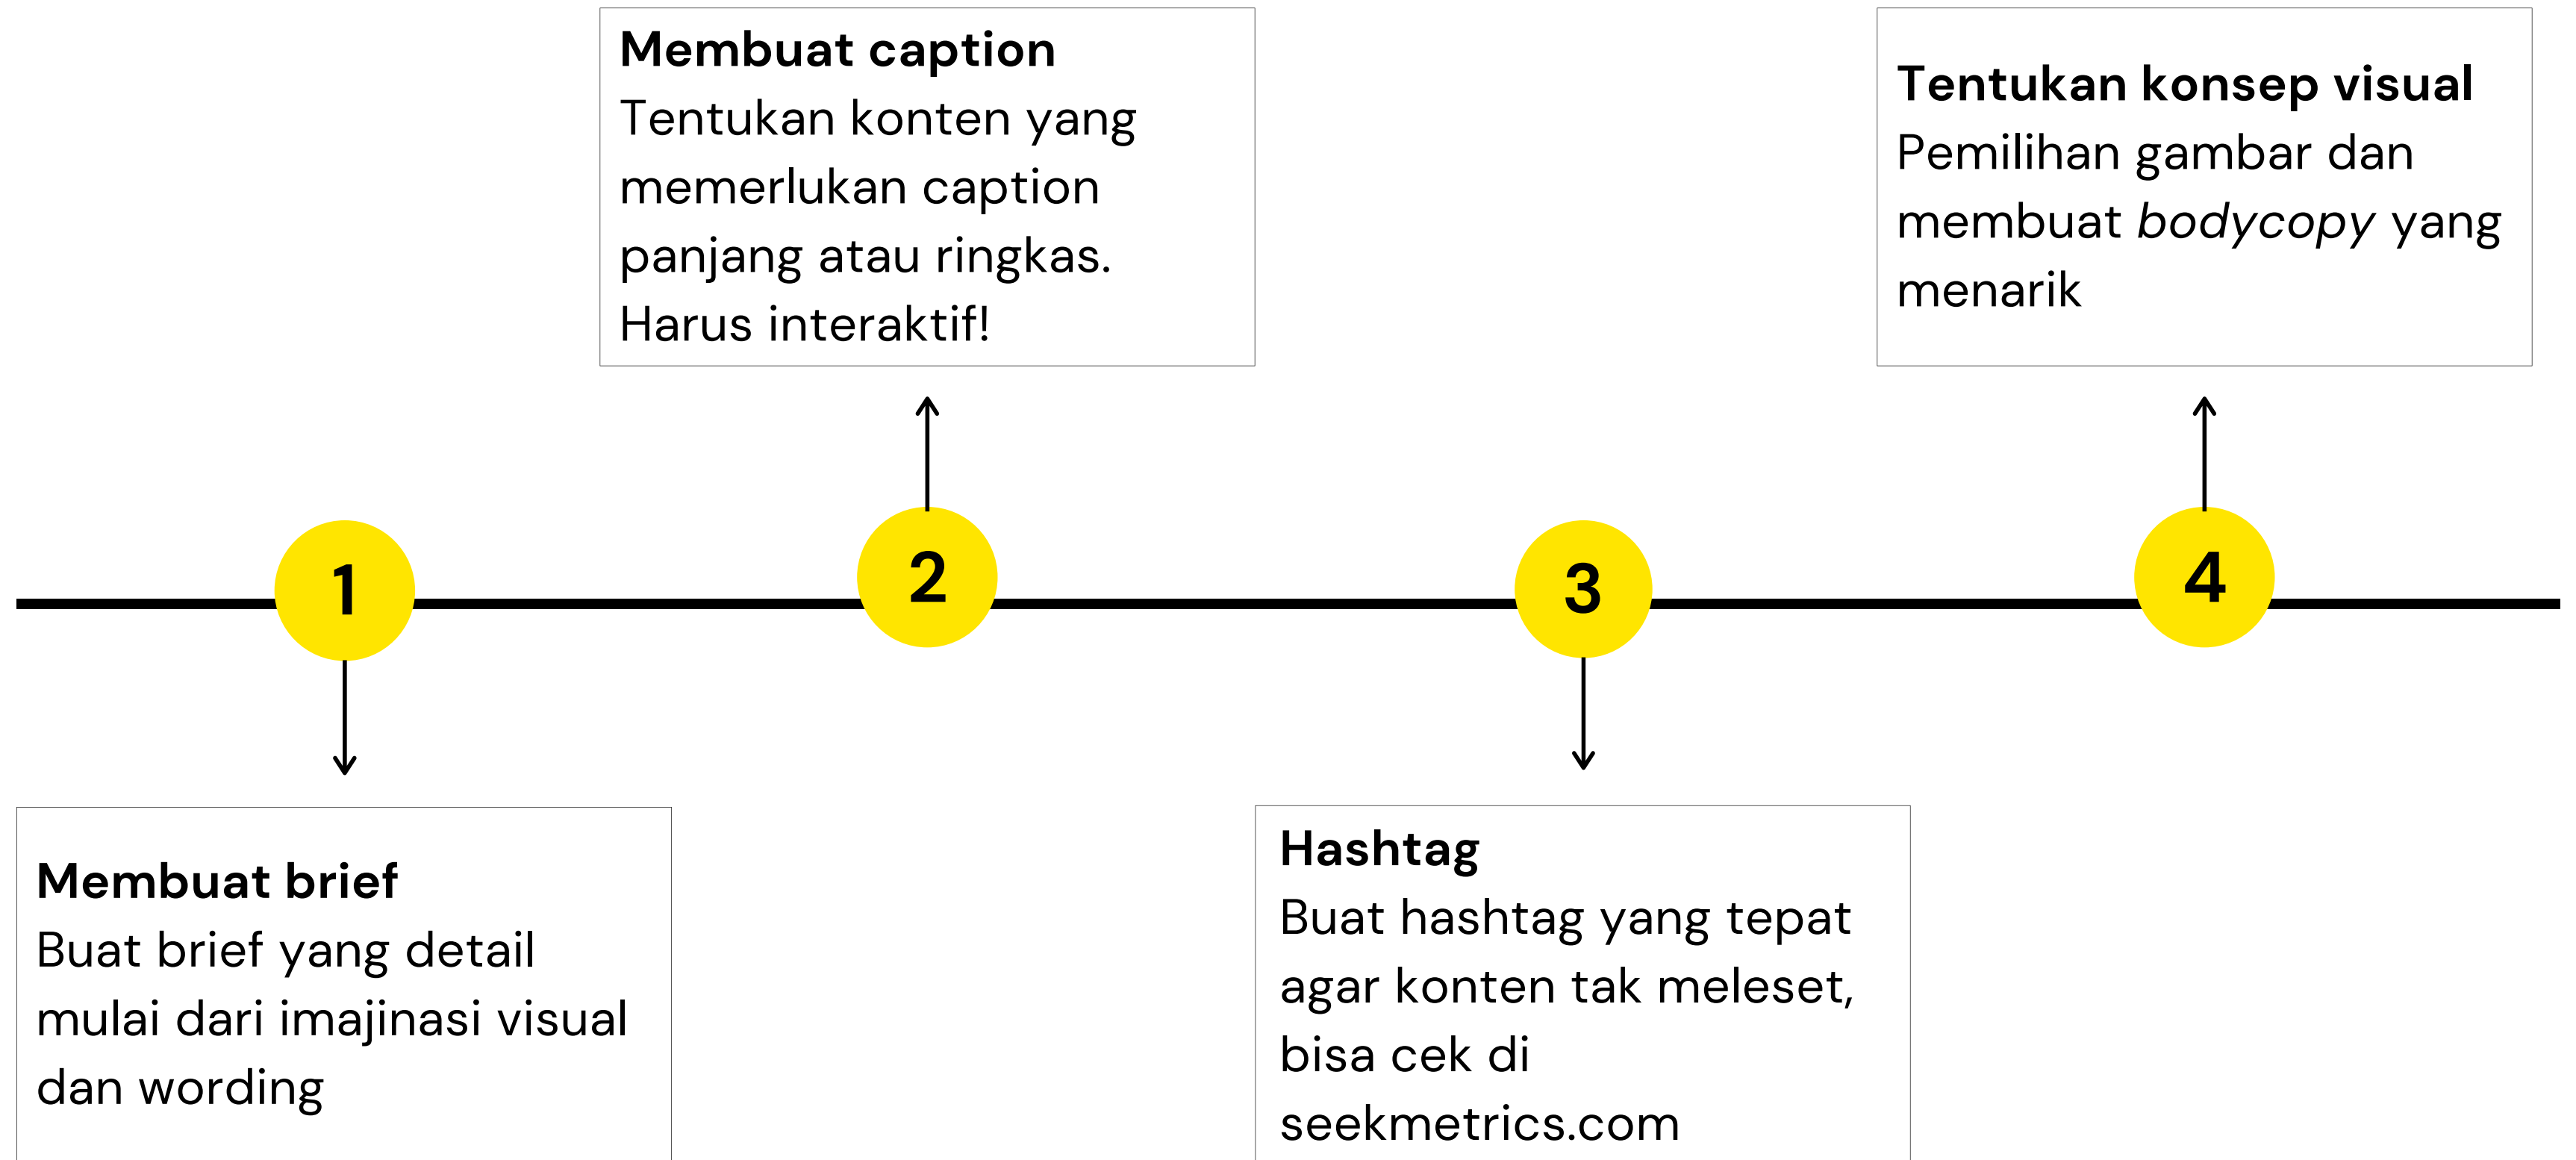 1
Membuat brief
Buat brief yang detail
mulai dari imajinasi visual
dan wording
2
Membuat caption
Tentukan konten yang
memerlukan caption
panjang atau ringkas.
Harus interaktif!
3
Hashtag
Buat hashtag yang tepat
agar konten tak meleset,
bisa cek di
seekmetrics.com
4
Tentukan konsep visual
Pemilihan gambar dan
membuat bodycopy yang
menarik